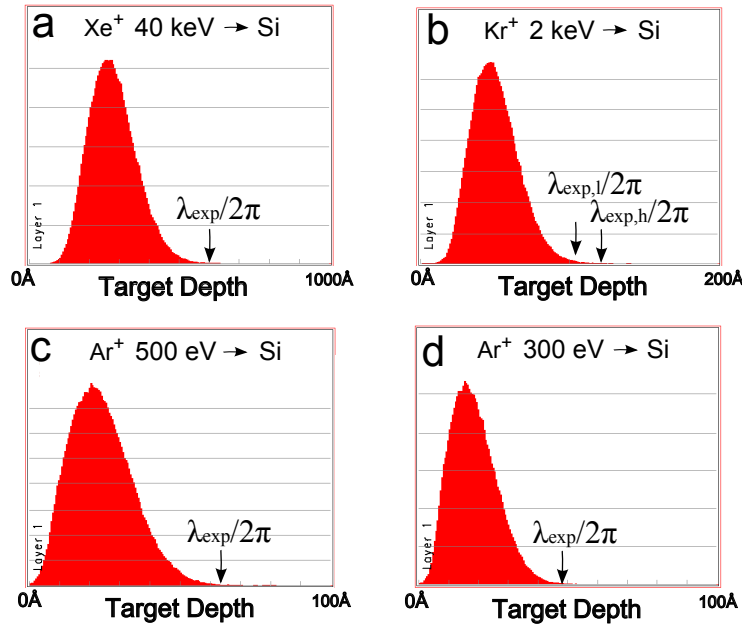 a Xe⁺ 40 keV → Si
λexp/2π
Layer 1
0Å 1000Å
Target Depth
b Kr⁺ 2 keV → Si
λexp,l/2π
λexp,h/2π
Layer 1
0Å 200Å
Target Depth
c Ar⁺ 500 eV → Si
λexp/2π
Layer 1
0Å 100Å
Target Depth
d Ar⁺ 300 eV → Si
λexp/2π
Layer 1
0Å 100Å
Target Depth